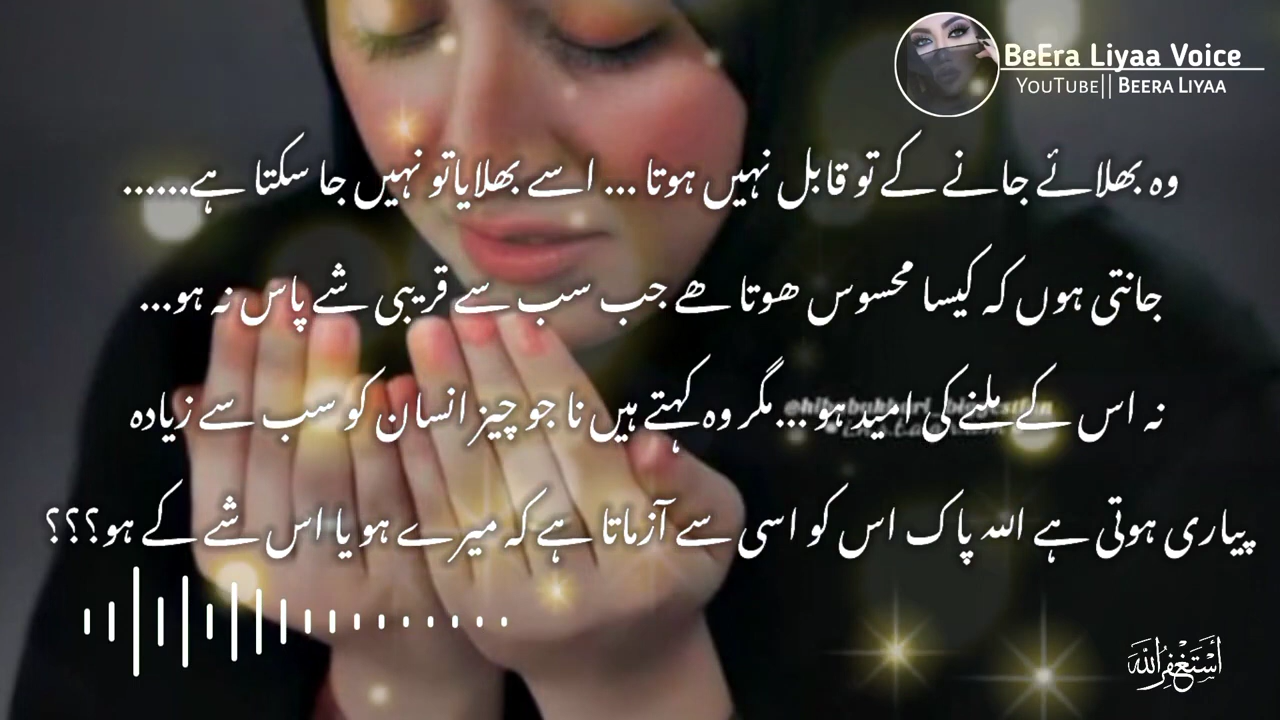 BeEra Liyaa Voice
YouTube|| Beera Liyaa
وہ بھلائے جانے کے تو قابل نہیں ہوتا ... اسے بھلایا تو نہیں جا سکتا ہے......
جانتی ہوں کہ کیسا محسوس ھوتا ھے جب سب سے قریبی شے پاس نہ ہو...
نہ اس کے ملنے کی امید ہو ... مگر وہ کہتے ہیں نا جو چیز انسان کو سب سے زیادہ
پیاری ہوتی ہے اللہ پاک اس کو اسی سے آزماتا ہے کہ میرے ہو یا اس شے کے ہو؟؟؟
أَسْتَغْفِرُ اللّٰه